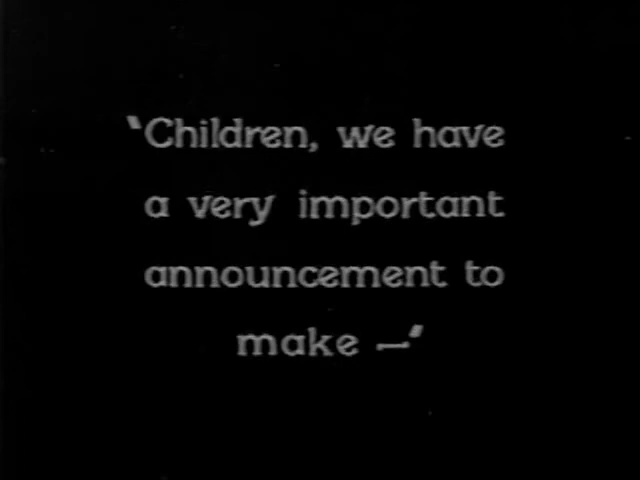 "Children, we have
a very important
announcement to
make —"